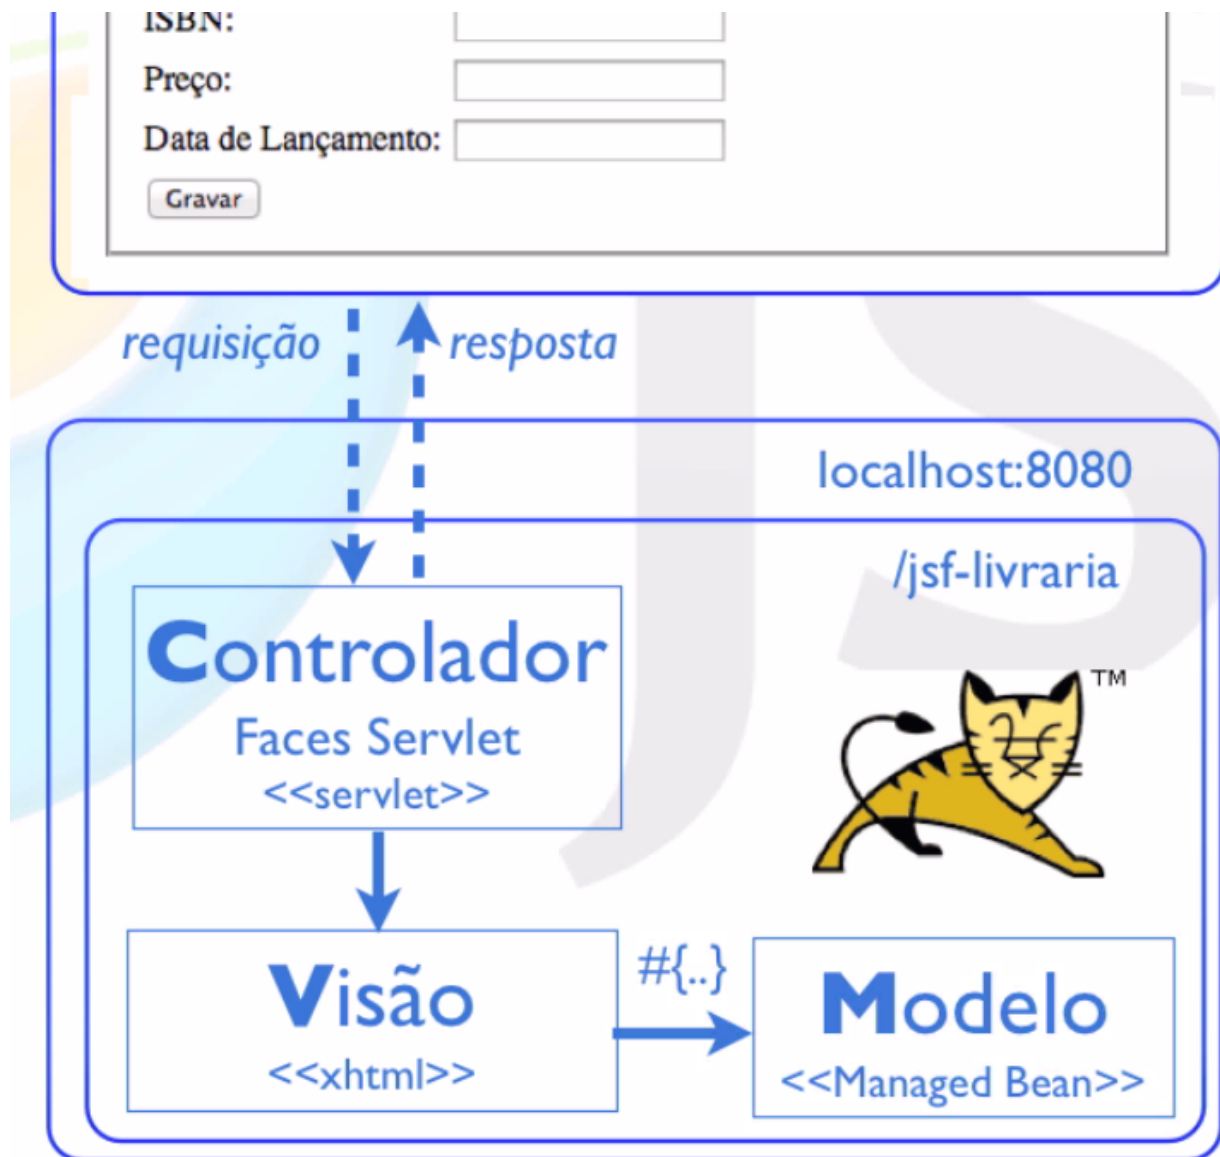 ISBN:
Preço:
Data de Lançamento:
Gravar
requisição
resposta
localhost:8080
/jsf-livraria
Controlador
Faces Servlet
<<servlet>>
TM
Visão
<<xhtml>>
#{..}
Modelo
<<Managed Bean>>
JS